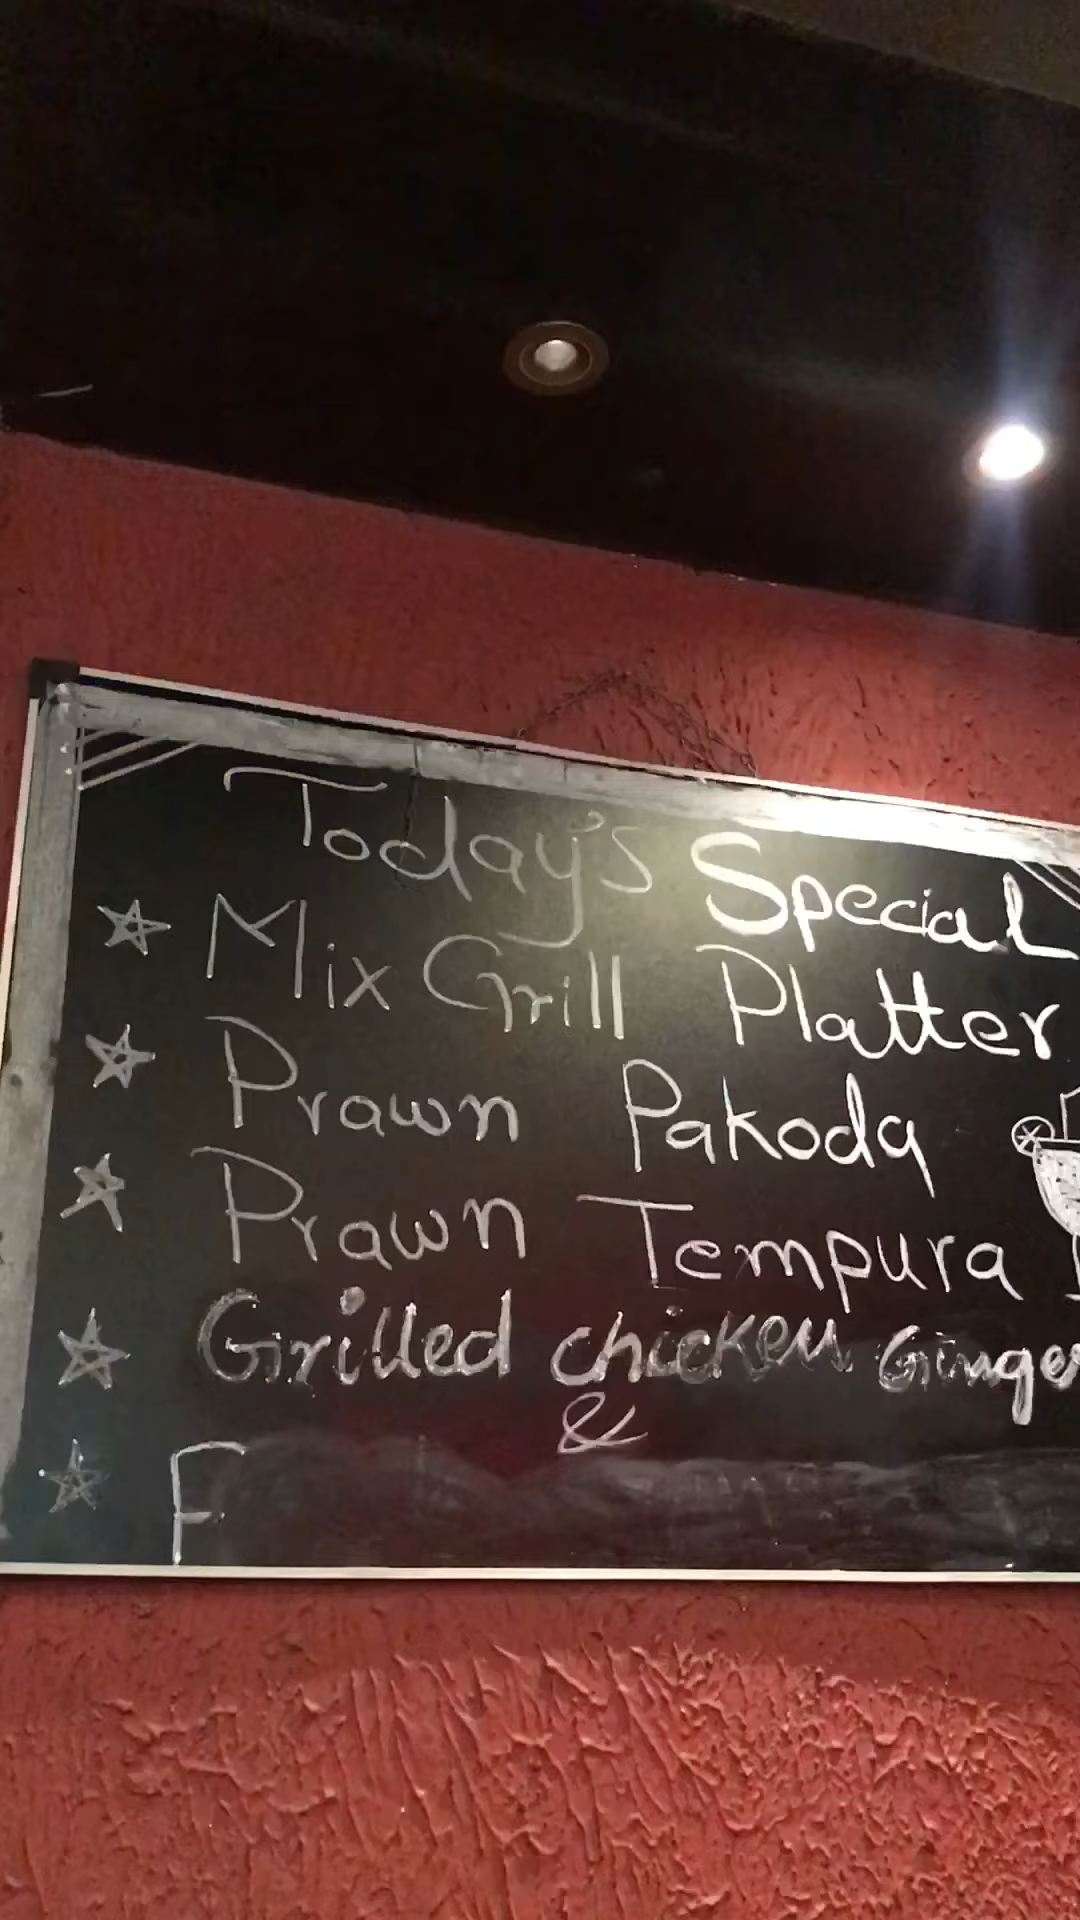 Today's Special
Mix Grill Platter
Prawn Pakoda
Prawn Tempura
Grilled chicken Ginger
&
F